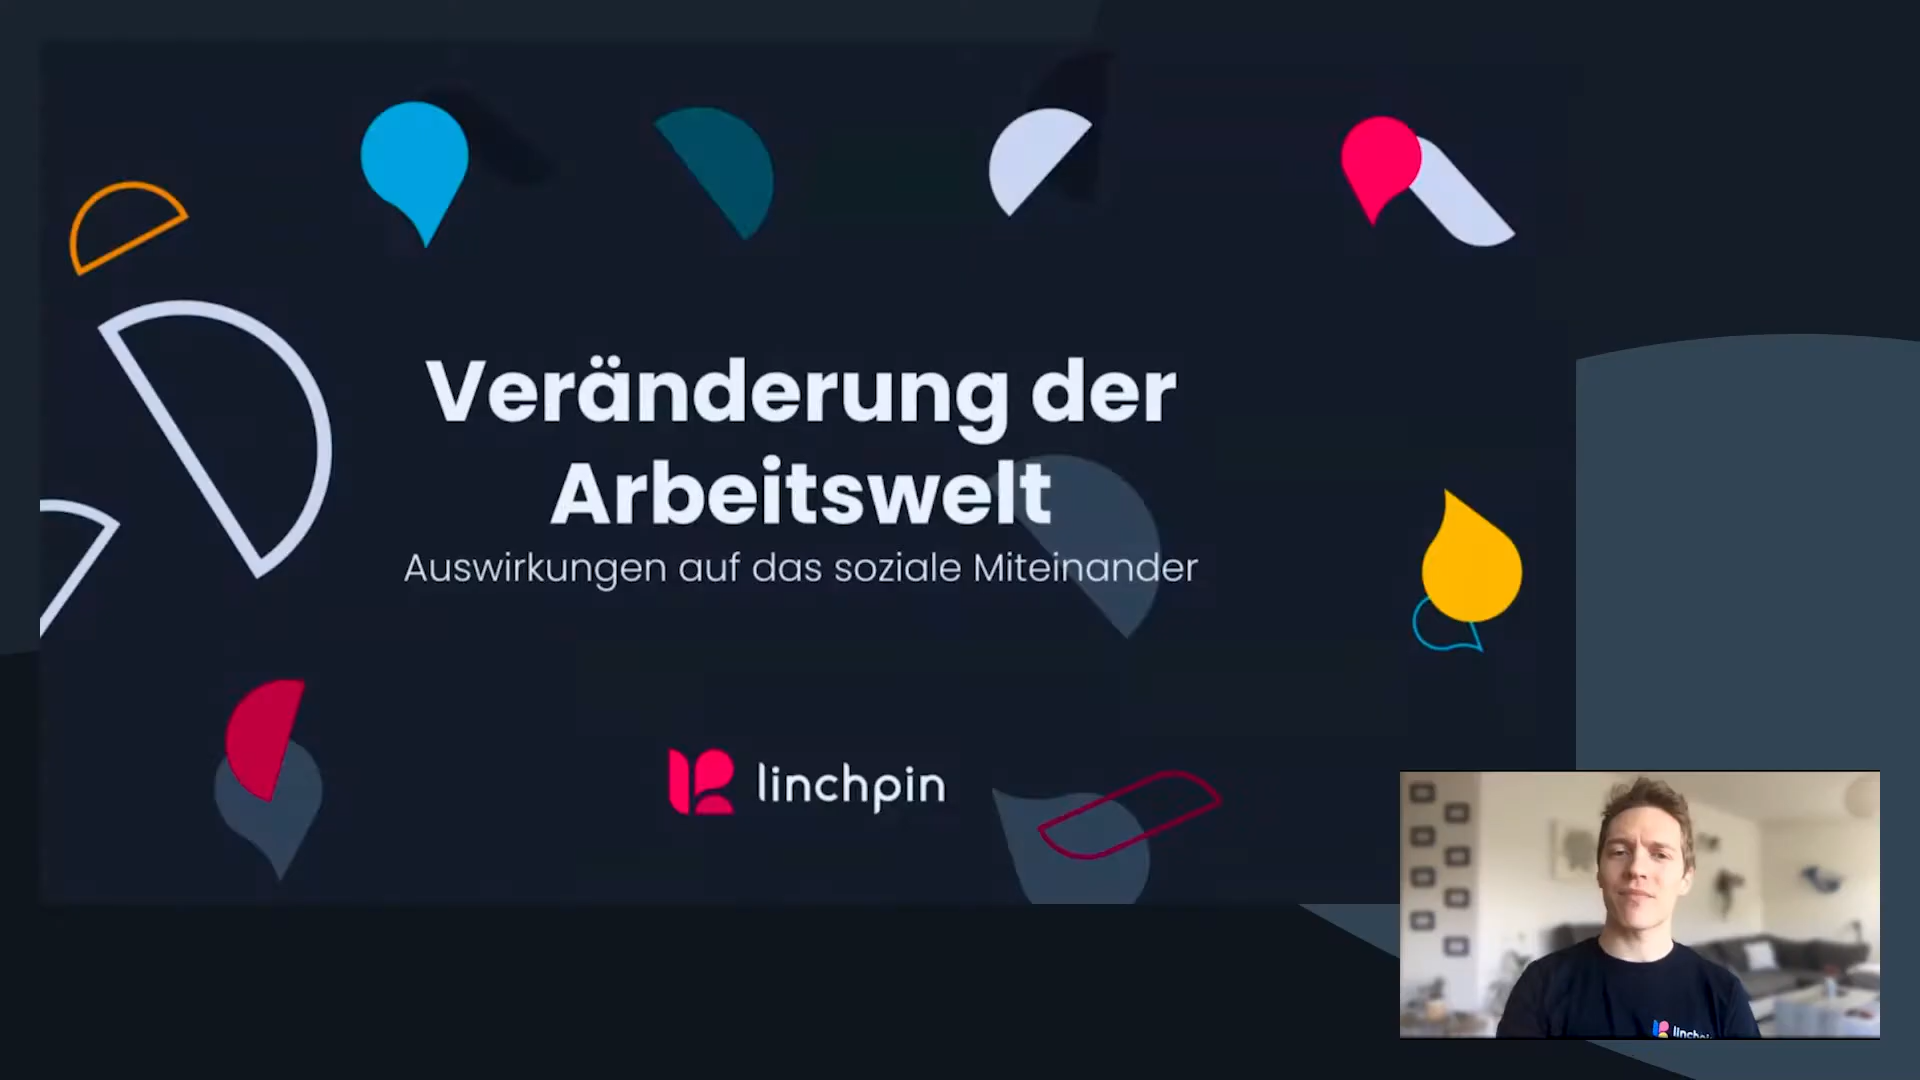 Veränderung der
Arbeitswelt
Auswirkungen auf das soziale Miteinander
linchpin